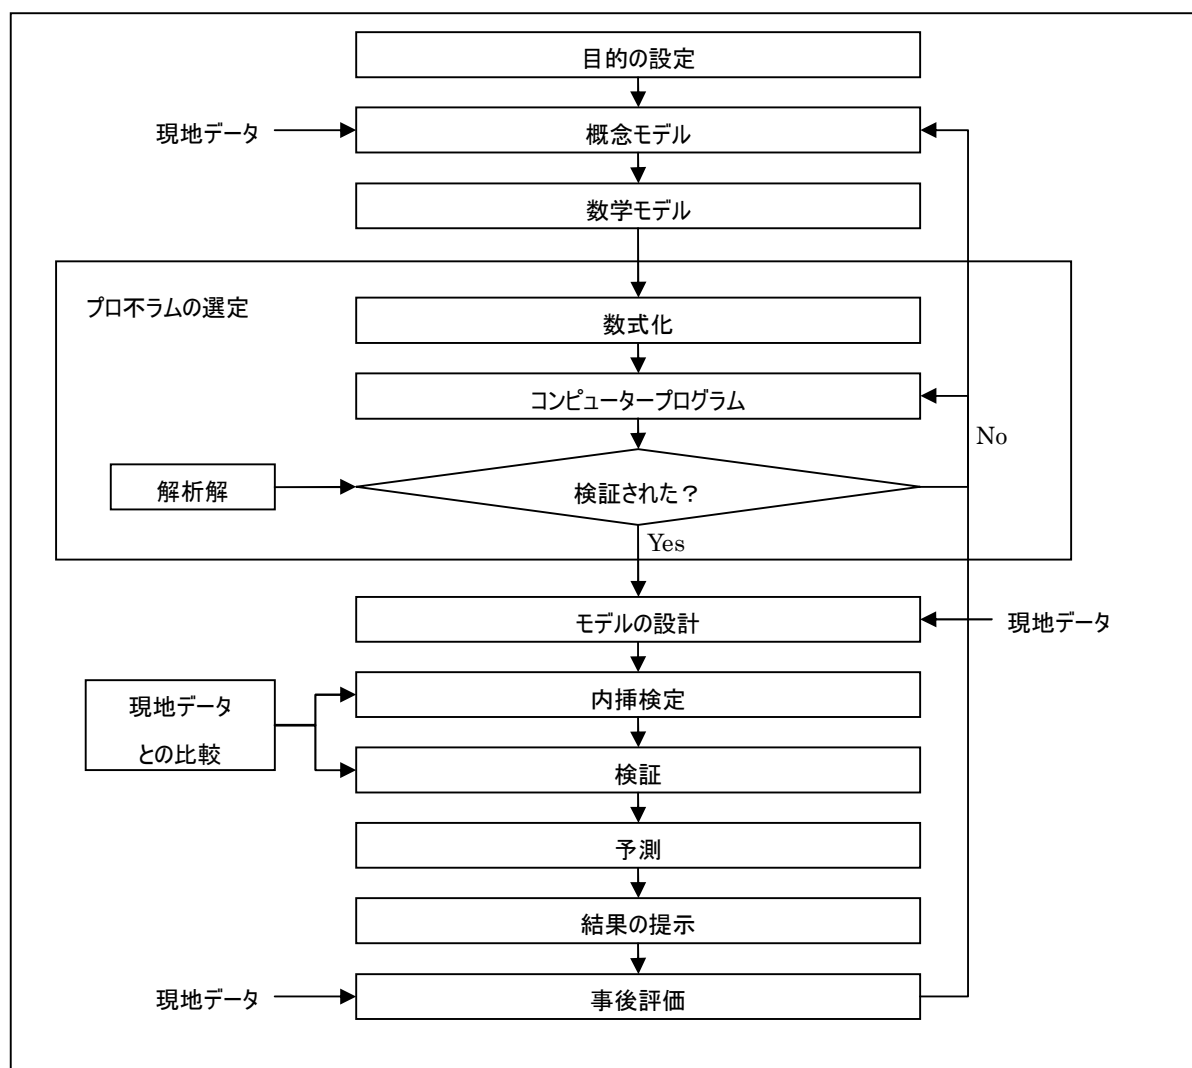 目的の設定
現地データ
概念モデル
数学モデル
プロ不ラムの選定
数式化
コンピュータープログラム
No
解析解
検証された？
Yes
モデルの設計
現地データ
現地データ
との比較
内挿検定
検証
予測
結果の提示
現地データ
事後評価